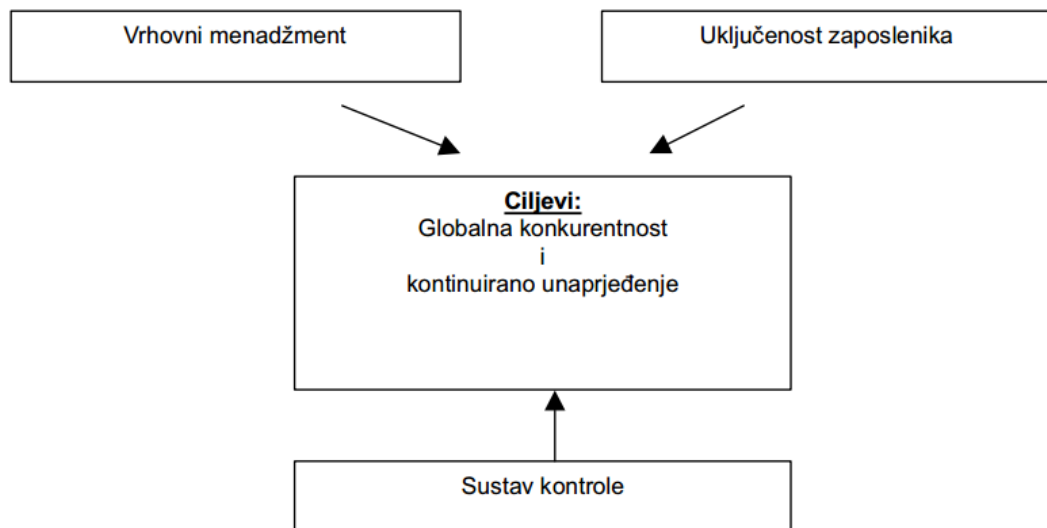 Vrhovni menadžment
Uključenost zaposlenika
Ciljevi:
Globalna konkurentnost
i
kontinuirano unaprjeđenje
Sustav kontrole